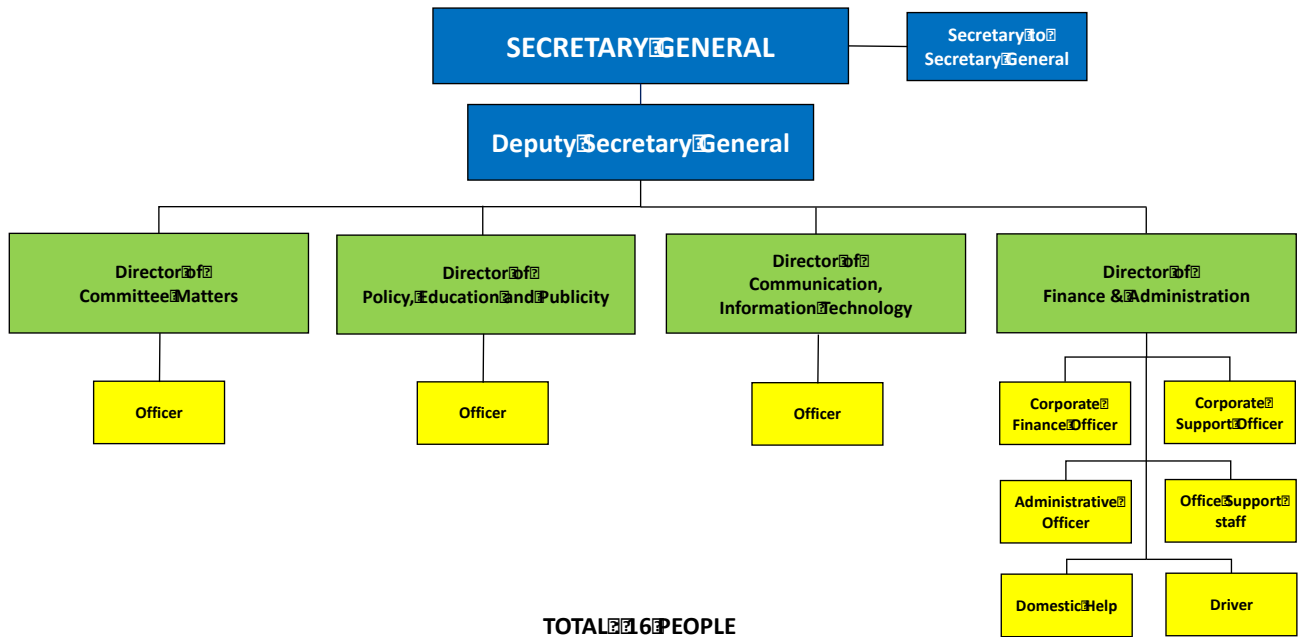 SECRETARY GENERAL
Secretary to
Secretary General
Deputy Secretary General
Director of
Committee Matters
Director of
Policy, Education and Publicity
Director of
Communication,
Information Technology
Director of
Finance & Administration
Officer
Officer
Officer
Corporate
Finance Officer
Corporate
Support Officer
Administrative
Officer
Office Support
staff
Domestic Help
Driver
TOTAL 16 PEOPLE